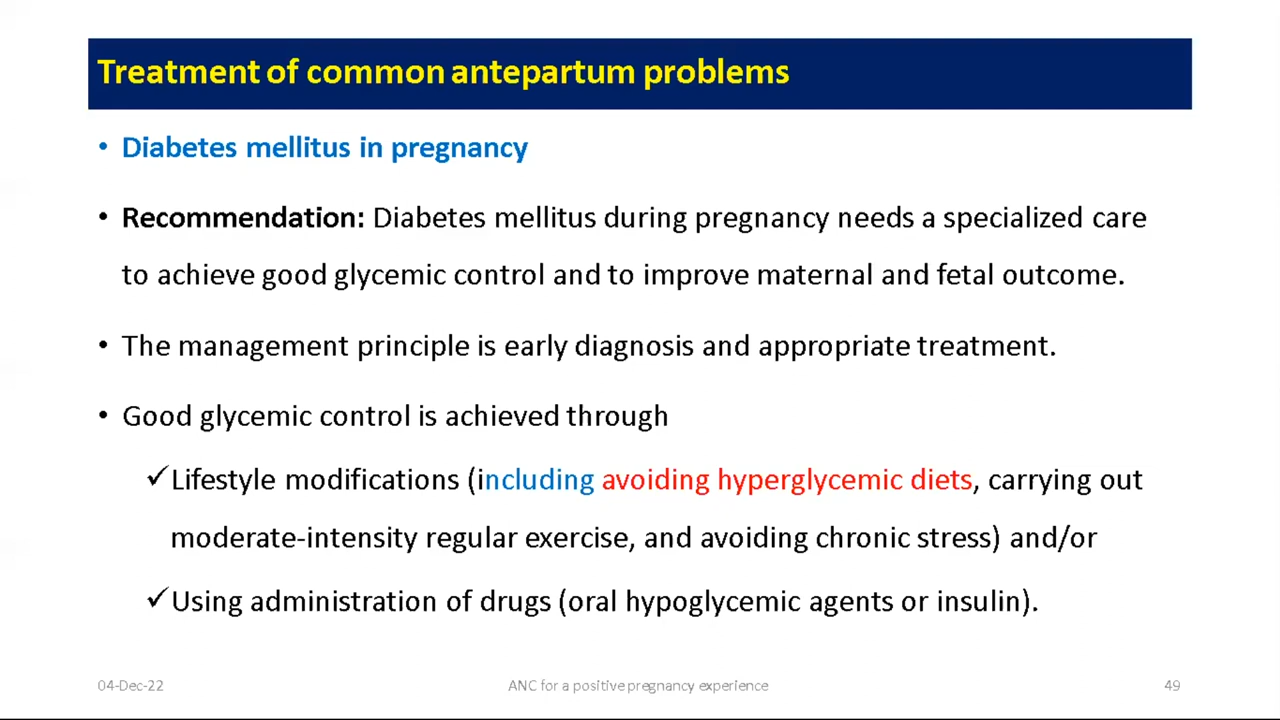 Treatment of common antepartum problems
• Diabetes mellitus in pregnancy
• Recommendation: Diabetes mellitus during pregnancy needs a specialized care
to achieve good glycemic control and to improve maternal and fetal outcome.
• The management principle is early diagnosis and appropriate treatment.
• Good glycemic control is achieved through
✓Lifestyle modifications (including avoiding hyperglycemic diets, carrying out
moderate-intensity regular exercise, and avoiding chronic stress) and/or
✓Using administration of drugs (oral hypoglycemic agents or insulin).
04-Dec-22 ANC for a positive pregnancy experience 49